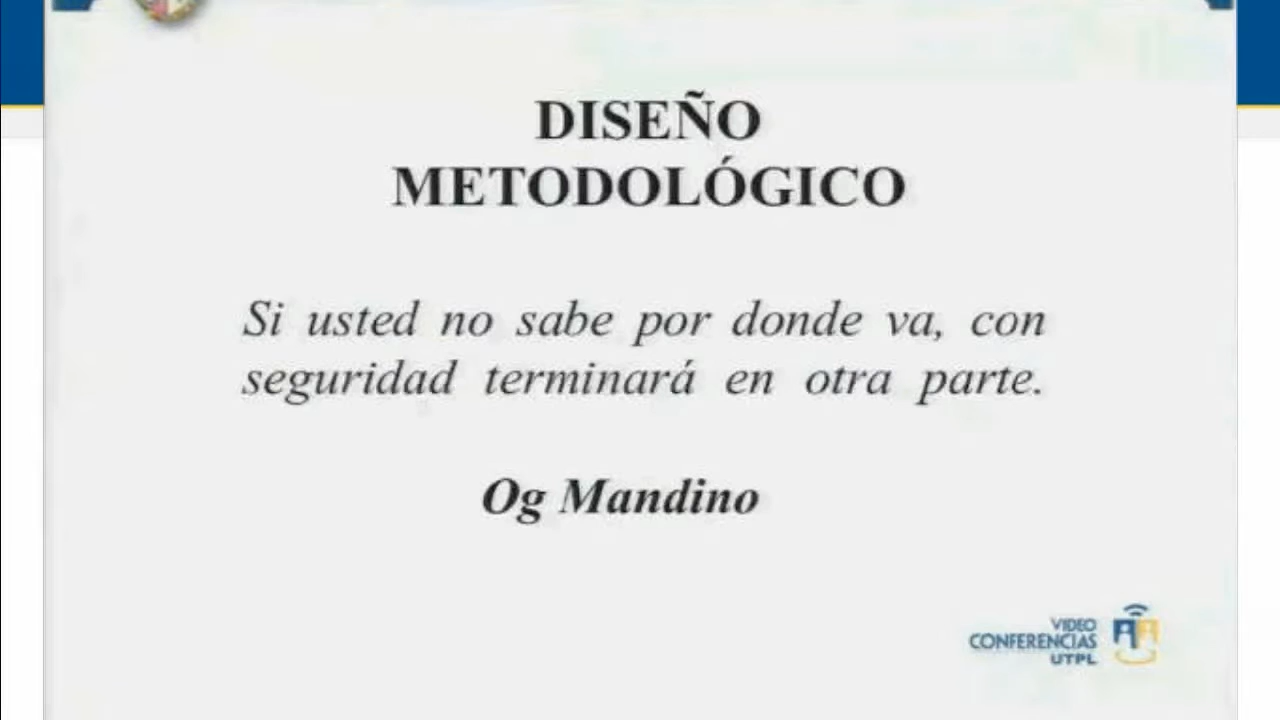 DISEÑO
METODOLÓGICO
Si usted no sabe por donde va, con
seguridad terminará en otra parte.
Og Mandino
VIDEO
CONFERENCIAS
UTPL